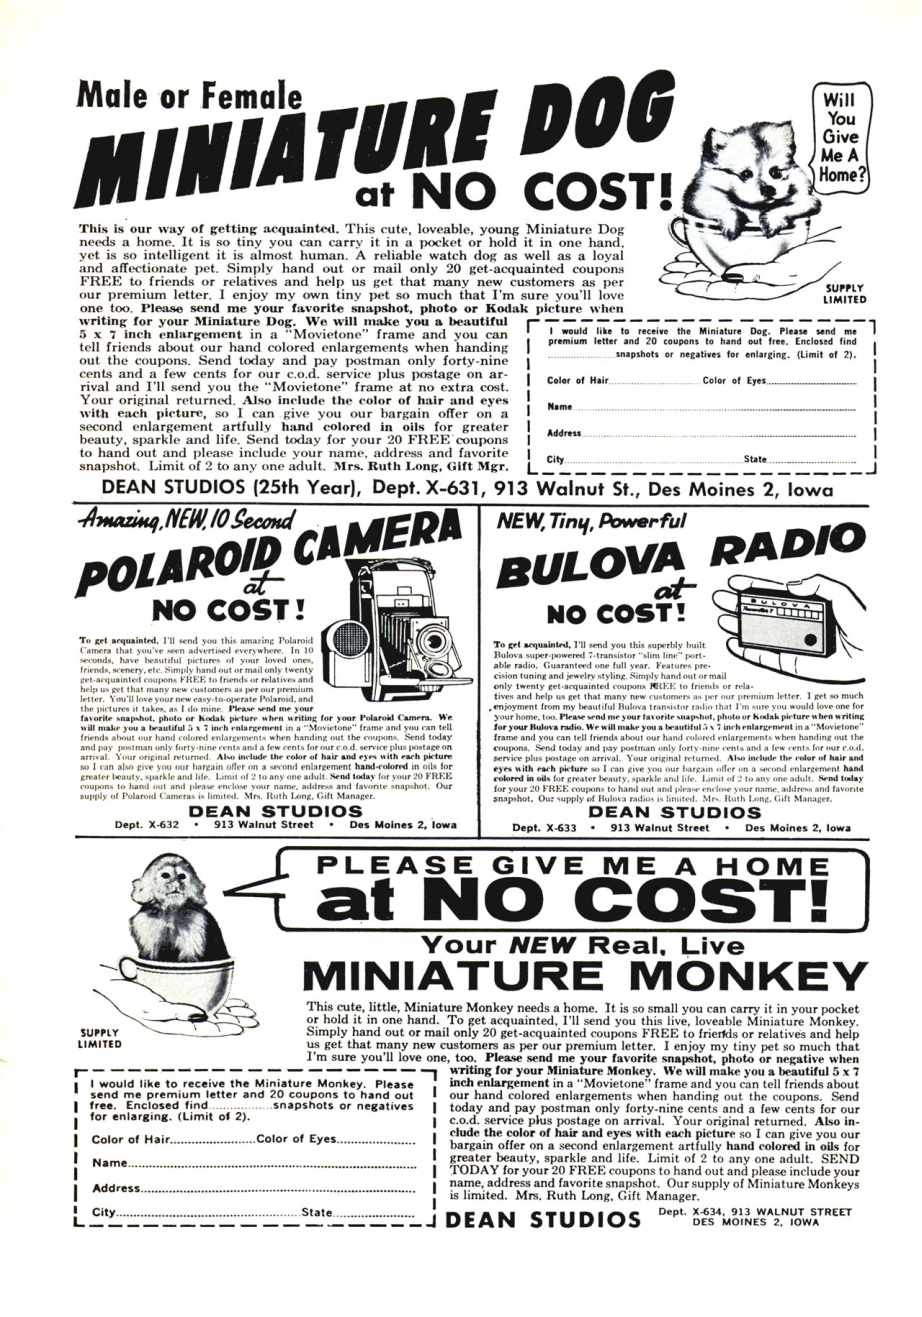 Male or Female
MINIATURE DOG
at NO COST!
Will
You
Give
Me A
Home?
SUPPLY
LIMITED
This is our way of getting acquainted. This cute, loveable, young Miniature Dog
needs a home. It is so tiny you can carry it in a pocket or hold it in one hand,
yet is so intelligent it is almost human. A reliable watch dog as well as a loyal
and affectionate pet. Simply hand out or mail only 20 get-acquainted coupons
FREE to friends or relatives and help us get that many new customers as per
our premium letter. I enjoy my own tiny pet so much that I'm sure you'll love
one too. Please send me your favorite snapshot, photo or Kodak picture when
writing for your Miniature Dog. We will make you a beautiful
5 x 7 inch enlargement in a "Movietone" frame and you can
tell friends about our hand colored enlargements when handing
out the coupons. Send today and pay postman only forty-nine
cents and a few cents for our c.o.d. service plus postage on ar-
rival and I'll send you the "Movietone" frame at no extra cost.
Your original returned. Also include the color of hair and eyes
with each picture, so I can give you our bargain offer on a
second enlargement artfully hand colored in oils for greater
beauty, sparkle and life. Send today for your 20 FREE coupons
to hand out and please include your name, address and favorite
snapshot. Limit of 2 to any one adult. Mrs. Ruth Long, Gift Mgr.
I would like to receive the Miniature Dog. Please send me
premium letter and 20 coupons to hand out free. Enclosed find
....................snapshots or negatives for enlarging. (Limit of 2).
Color of Hair.......................... Color of Eyes..........................
Name..........................
Address..........................
City.......................... State..........................
DEAN STUDIOS (25th Year), Dept. X-631, 913 Walnut St., Des Moines 2, Iowa
Amazing, NEW, 10 Second
POLAROID CAMERA
at
NO COST!
To get acquainted, I'll send you this amazing Polaroid
Camera that you've seen advertised everywhere. In 10
seconds, have beautiful pictures of your loved ones,
friends, scenery, etc. Simply hand out or mail only twenty
get-acquainted coupons FREE to friends or relatives and
help us get that many new customers as per our premium
letter. You'll love your new easy-to-operate Polaroid, and
the pictures it takes, as I do mine. Please send me your
favorite snapshot, photo or Kodak picture when writing for your Polaroid Camera. We
will make you a beautiful 5 x 7 inch enlargement in a "Movietone" frame and you can tell
friends about our hand colored enlargements when handing out the coupons. Send today
and pay postman only forty-nine cents and a few cents for our c.o.d. service plus postage on
arrival. Your original returned. Also include the color of hair and eyes with each picture
so I can also give you our bargain offer on a second enlargement hand-colored in oils for
greater beauty, sparkle and life. Limit of 2 to any one adult. Send today for your 20 FREE
coupons to hand out and please enclose your name, address and favorite snapshot. Our
supply of Polaroid Cameras is limited. Mrs. Ruth Long, Gift Manager.
DEAN STUDIOS
Dept. X-632 • 913 Walnut Street • Des Moines 2, Iowa
NEW, Tiny, Powerful
BULOVA RADIO
at
NO COST!
BULOVA
To get acquainted, I'll send you this superbly built
Bulova super-powered 7-transistor "slim line" port-
able radio. Guaranteed one full year. Features pre-
cision tuning and jewelry styling. Simply hand out or mail
only twenty get-acquainted coupons FREE to friends or rela-
tives and help us get that many new customers as per our premium letter. I get so much
enjoyment from my beautiful Bulova transistor radio that I'm sure you would love one for
your home, too. Please send me your favorite snapshot, photo or Kodak picture when writing
for your Bulova radio. We will make you a beautiful 5 x 7 inch enlargement in a "Movietone"
frame and you can tell friends about our hand colored enlargements when handing out the
coupons. Send today and pay postman only forty-nine cents and a few cents for our c.o.d.
service plus postage on arrival. Your original returned. Also include the color of hair and
eyes with each picture so I can give you our bargain offer on a second enlargement hand
colored in oils for greater beauty, sparkle and life. Limit of 2 to any one adult. Send today
for your 20 FREE coupons to hand out and please enclose your name, address and favorite
snapshot. Our supply of Bulova radios is limited. Mrs. Ruth Long, Gift Manager.
DEAN STUDIOS
Dept. X-633 • 913 Walnut Street • Des Moines 2, Iowa
PLEASE GIVE ME A HOME
at NO COST!
Your NEW Real, Live
MINIATURE MONKEY
SUPPLY
LIMITED
This cute, little, Miniature Monkey needs a home. It is so small you can carry it in your pocket
or hold it in one hand. To get acquainted, I'll send you this live, loveable Miniature Monkey.
Simply hand out or mail only 20 get-acquainted coupons FREE to friends or relatives and help
us get that many new customers as per our premium letter. I enjoy my tiny pet so much that
I'm sure you'll love one, too. Please send me your favorite snapshot, photo or negative when
writing for your Miniature Monkey. We will make you a beautiful 5 x 7
inch enlargement in a "Movietone" frame and you can tell friends about
our hand colored enlargements when handing out the coupons. Send
today and pay postman only forty-nine cents and a few cents for our
c.o.d. service plus postage on arrival. Your original returned. Also in-
clude the color of hair and eyes with each picture so I can give you our
bargain offer on a second enlargement artfully hand colored in oils for
greater beauty, sparkle and life. Limit of 2 to any one adult. SEND
TODAY for your 20 FREE coupons to hand out and please include your
name, address and favorite snapshot. Our supply of Miniature Monkeys
is limited. Mrs. Ruth Long, Gift Manager.
I would like to receive the Miniature Monkey. Please
send me premium letter and 20 coupons to hand out
free. Enclosed find..................snapshots or negatives
for enlarging. (Limit of 2).
Color of Hair......................Color of Eyes....................
Name..........................
Address..........................
City.......................... State....................
DEAN STUDIOS
Dept. X-634, 913 WALNUT STREET
DES MOINES 2, IOWA